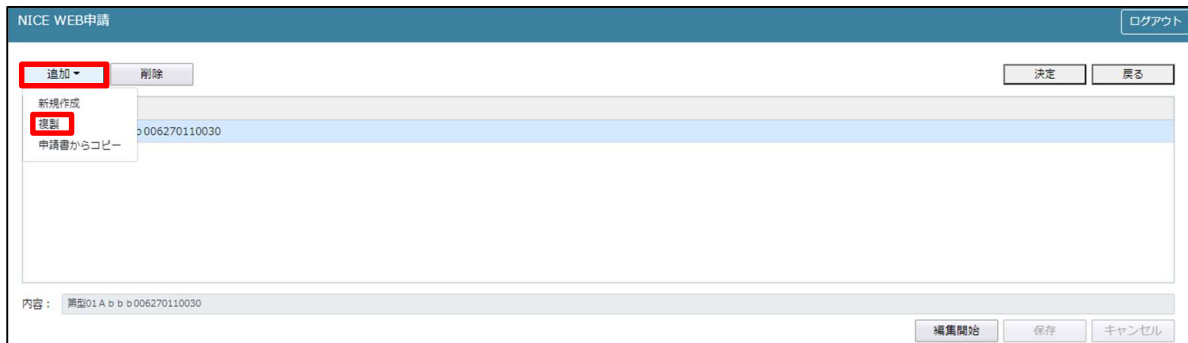 NICE WEB申請
ログアウト
追加 削除 決定 戻る
新規作成
複製
b 006270110030
申請書からコピー
内容： 第型01Ａｂｂｂ006270110030
編集開始 保存 キャンセル